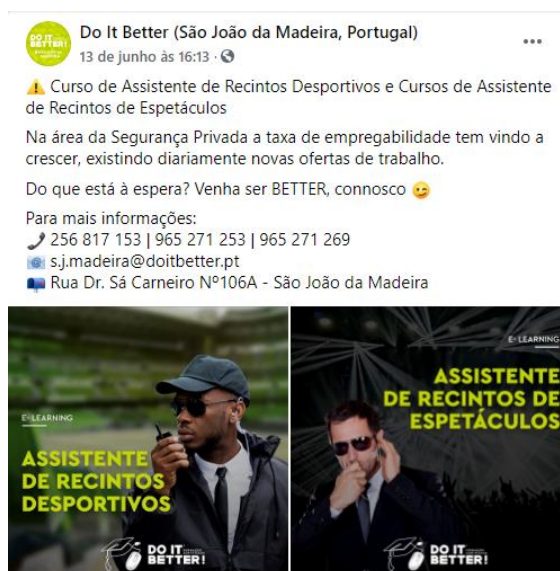 Do It Better (São João da Madeira, Portugal)
13 de junho às 16:13 ·
Curso de Assistente de Recintos Desportivos e Cursos de Assistente
de Recintos de Espetáculos
Na área da Segurança Privada a taxa de empregabilidade tem vindo a
crescer, existindo diariamente novas ofertas de trabalho.
Do que está à espera? Venha ser BETTER, connosco 😉
Para mais informações:
256 817 153 | 965 271 253 | 965 271 269
s.j.madeira@doitbetter.pt
Rua Dr. Sá Carneiro Nº106A - São João da Madeira
E-LEARNING
ASSISTENTE
DE RECINTOS
DESPORTIVOS
DO IT
BETTER!
E-LEARNING
ASSISTENTE
DE RECINTOS DE
ESPETÁCULOS
DO IT
BETTER!
DO IT
BETTER!